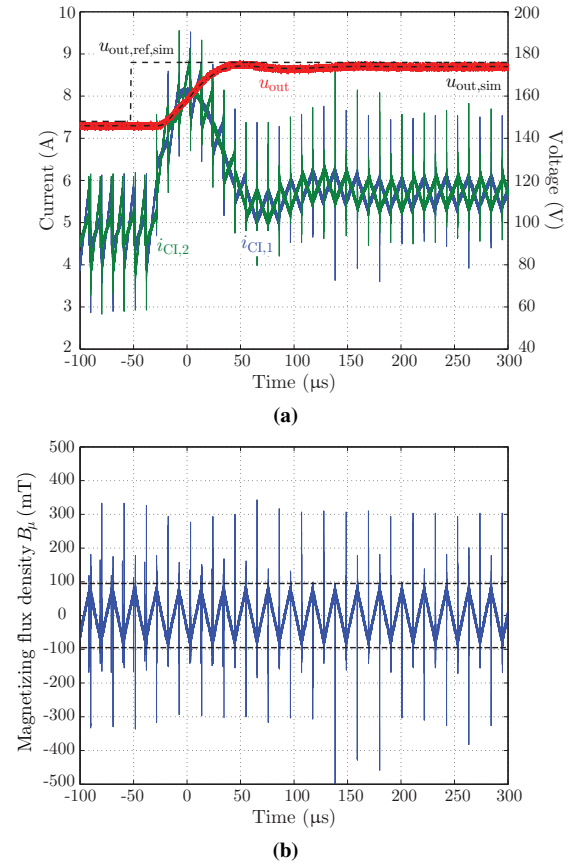 10
9
8
7
6
5
4
3
2
Current (A)
200
180
160
140
120
100
80
60
40
Voltage (V)
u_out,ref,sim
u_out
u_out,sim
i_CI,2
i_CI,1
-100 -50 0 50 100 150 200 250 300
Time (µs)
(a)
500
400
300
200
100
0
-100
-200
-300
-400
-500
Magnetizing flux density B_μ (mT)
-100 -50 0 50 100 150 200 250 300
Time (µs)
(b)